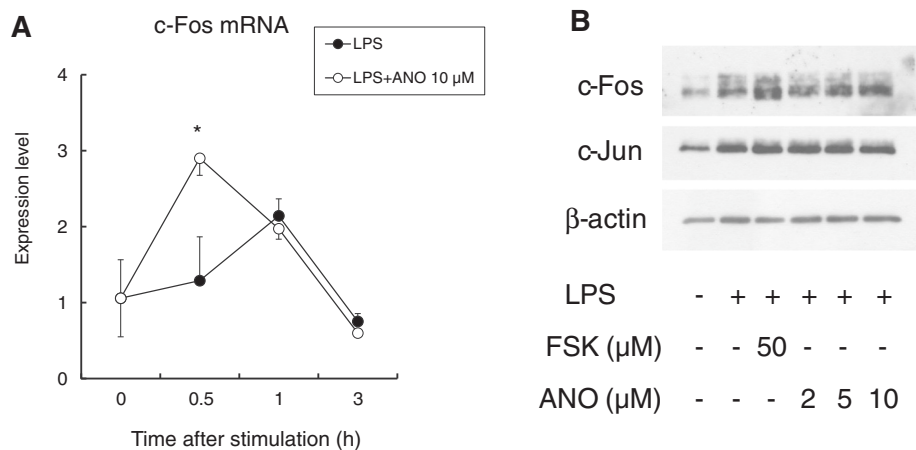 A
c-Fos mRNA
LPS
LPS+ANO 10 µM
4
3
2
1
0
*
Expression level
0 0.5 1 3
Time after stimulation (h)
B
c-Fos
c-Jun
β-actin
LPS - + + + + +
FSK (µM) - - 50 - - -
ANO (µM) - - - 2 5 10